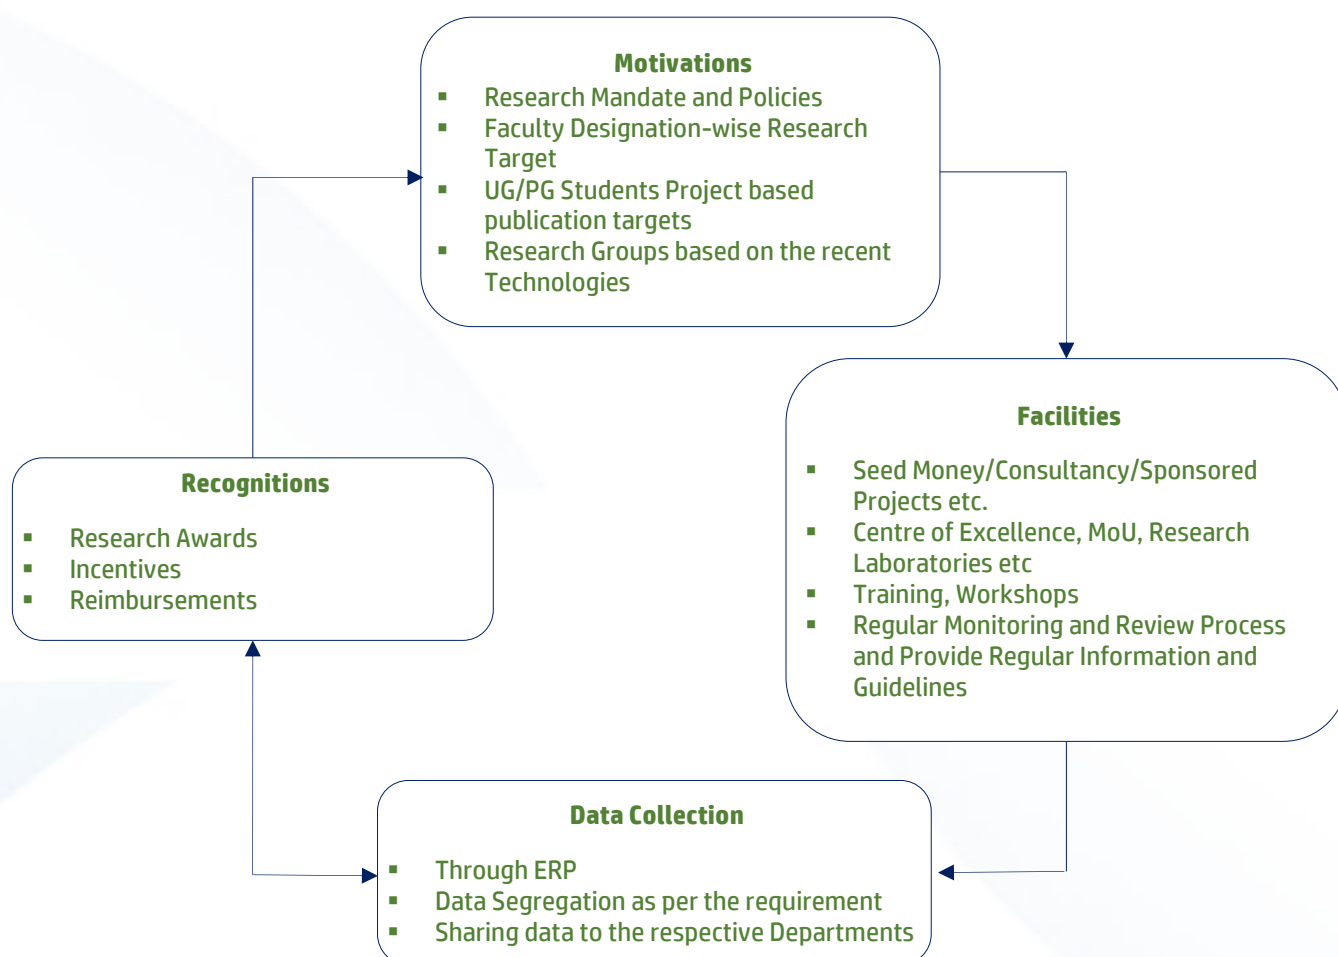 Motivations
▪ Research Mandate and Policies
▪ Faculty Designation-wise Research
Target
▪ UG/PG Students Project based
publication targets
▪ Research Groups based on the recent
Technologies
Facilities
▪ Seed Money/Consultancy/Sponsored
Projects etc.
▪ Centre of Excellence, MoU, Research
Laboratories etc
▪ Training, Workshops
▪ Regular Monitoring and Review Process
and Provide Regular Information and
Guidelines
Recognitions
▪ Research Awards
▪ Incentives
▪ Reimbursements
Data Collection
▪ Through ERP
▪ Data Segregation as per the requirement
▪ Sharing data to the respective Departments